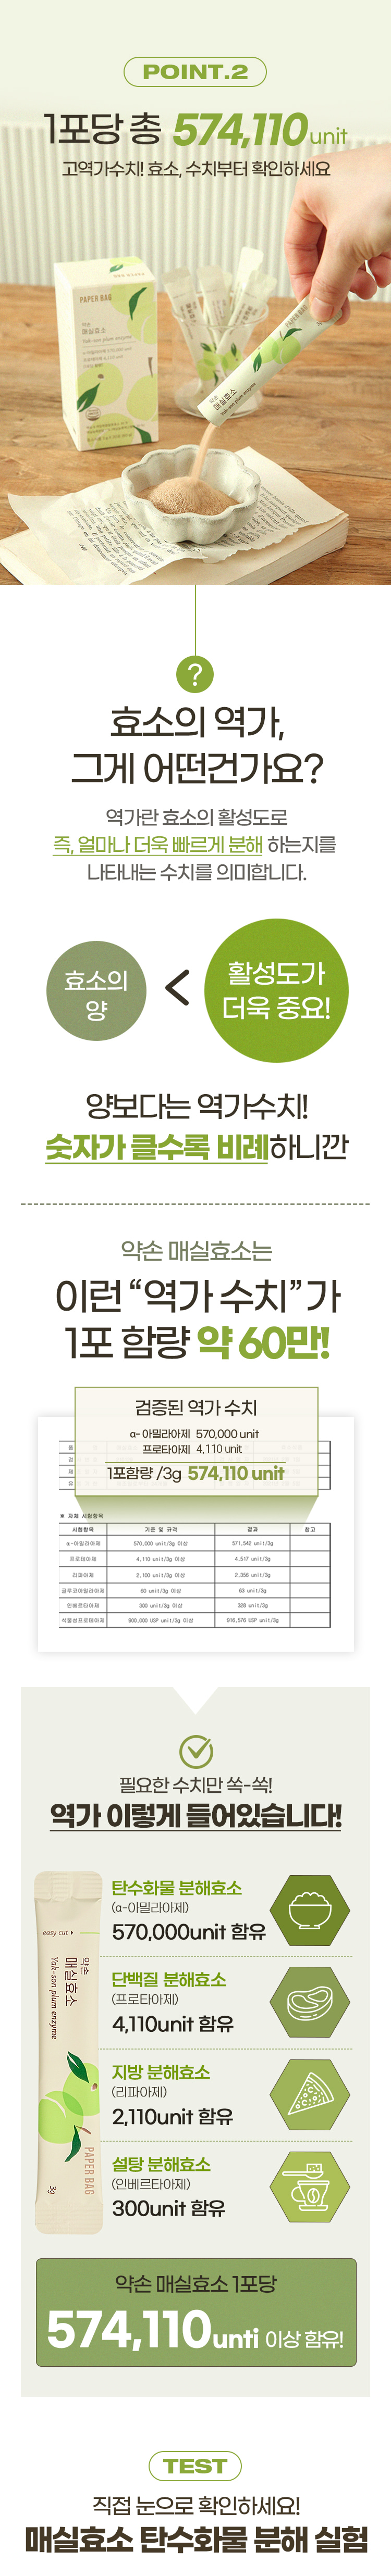 POINT.2
1포당 총 574,110 unit
고역가수치! 효소, 수치부터 확인하세요
PAPER BAG
약손
매실효소
Yak-son plum enzyme
PAPER BAG
매실효소
Yak-son plum enzyme
?
효소의 역가,
그게 어떤건가요?
역가란 효소의 활성도로
즉, 얼마나 더욱 빠르게 분해 하는지를
나타내는 수치를 의미합니다.
효소의
양
<
활성도가
더욱 중요!
양보다는 역가수치!
숫자가 클수록 비례하니깐
약손 매실효소는
이런 “역가 수치”가
1포 함량 약 60만!
검증된 역가 수치
α- 아밀라아제 570,000 unit
프로타아제 4,110 unit
1포함량 /3g 574,110 unit
※ 자체 시험항목
시험항목 기준 및 규격 결과 참고
α-아밀라아제 570,000 unit/3g 이상 571,542 unit/3g
프로테아제 4,110 unit/3g 이상 4,517 unit/3g
리파아제 2,100 unit/3g 이상 2,356 unit/3g
글루코아밀라아제 60 unit/3g 이상 63 unit/3g
인베르타아제 300 unit/3g 이상 329 unit/3g
식물성프로테아제 900,000 USP unit/3g 이상 916,576 USP unit/3g
필요한 수치만 쏙-쏙!
역가 이렇게 들어있습니다!
easy cut
약손
매실효소
Yak-son plum enzyme
PAPER BAG
3g
탄수화물 분해효소
(α-아밀라아제)
570,000unit 함유
단백질 분해효소
(프로타아제)
4,110unit 함유
지방 분해효소
(리파아제)
2,110unit 함유
설탕 분해효소
(인베르타아제)
300unit 함유
약손 매실효소 1포당
574,110unti 이상 함유!
TEST
직접 눈으로 확인하세요!
매실효소 탄수화물 분해 실험